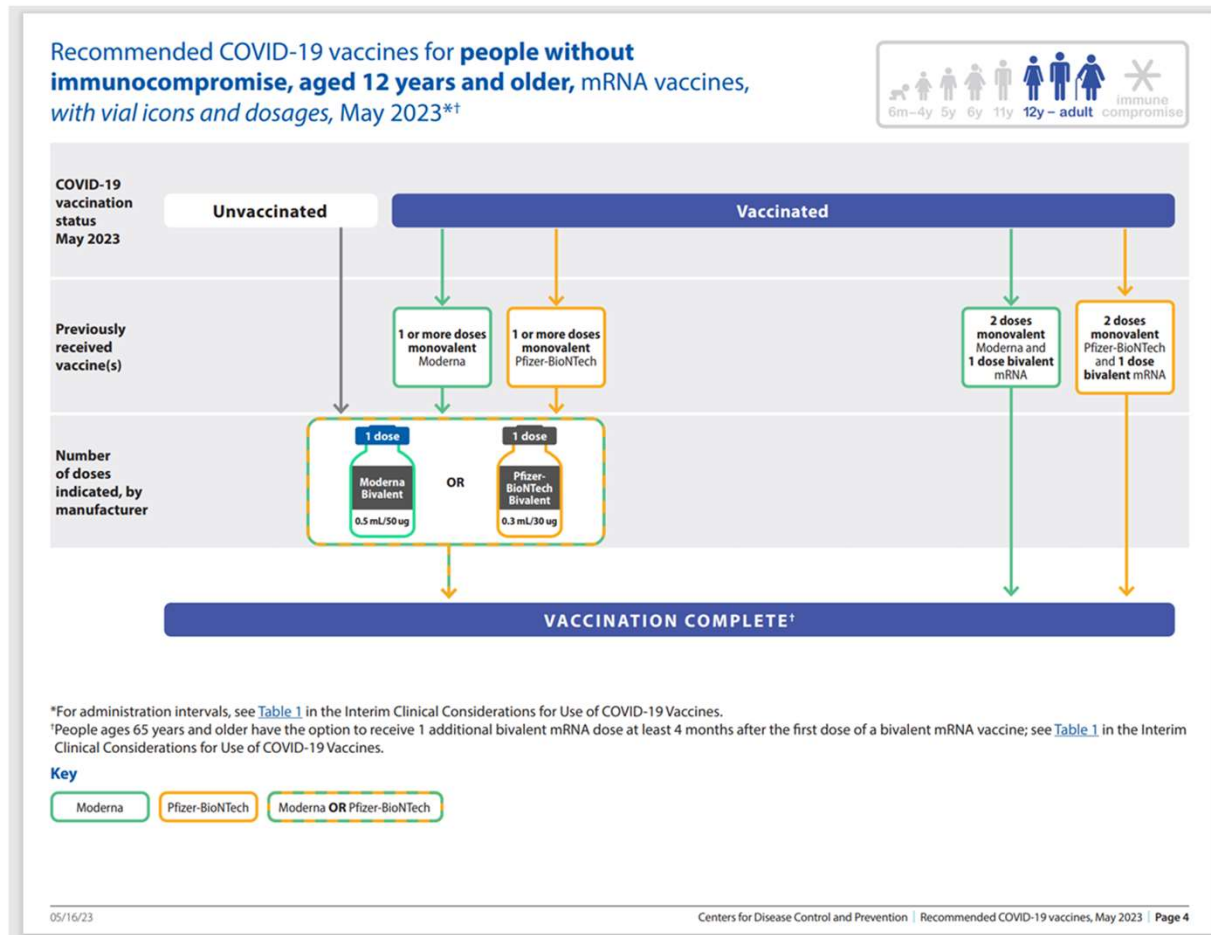 Recommended COVID-19 vaccines for people without
immunocompromise, aged 12 years and older, mRNA vaccines,
with vial icons and dosages, May 2023*†
6m–4y 5y 6y 11y 12y – adult immune
compromise
COVID-19
vaccination
status
May 2023
Unvaccinated
Vaccinated
Previously
received
vaccine(s)
1 or more doses
monovalent
Moderna
1 or more doses
monovalent
Pfizer-BioNTech
2 doses
monovalent
Moderna and
1 dose bivalent
mRNA
2 doses
monovalent
Pfizer-BioNTech
and 1 dose
bivalent mRNA
Number
of doses
indicated, by
manufacturer
1 dose
Moderna
Bivalent
0.5 mL/50 ug
OR
1 dose
Pfizer-
BioNTech
Bivalent
0.3 mL/30 ug
VACCINATION COMPLETE†
*For administration intervals, see Table 1 in the Interim Clinical Considerations for Use of COVID-19 Vaccines.
†People ages 65 years and older have the option to receive 1 additional bivalent mRNA dose at least 4 months after the first dose of a bivalent mRNA vaccine; see Table 1 in the Interim
Clinical Considerations for Use of COVID-19 Vaccines.
Key
Moderna
Pfizer-BioNTech
Moderna OR Pfizer-BioNTech
05/16/23
Centers for Disease Control and Prevention | Recommended COVID-19 vaccines, May 2023 | Page 4